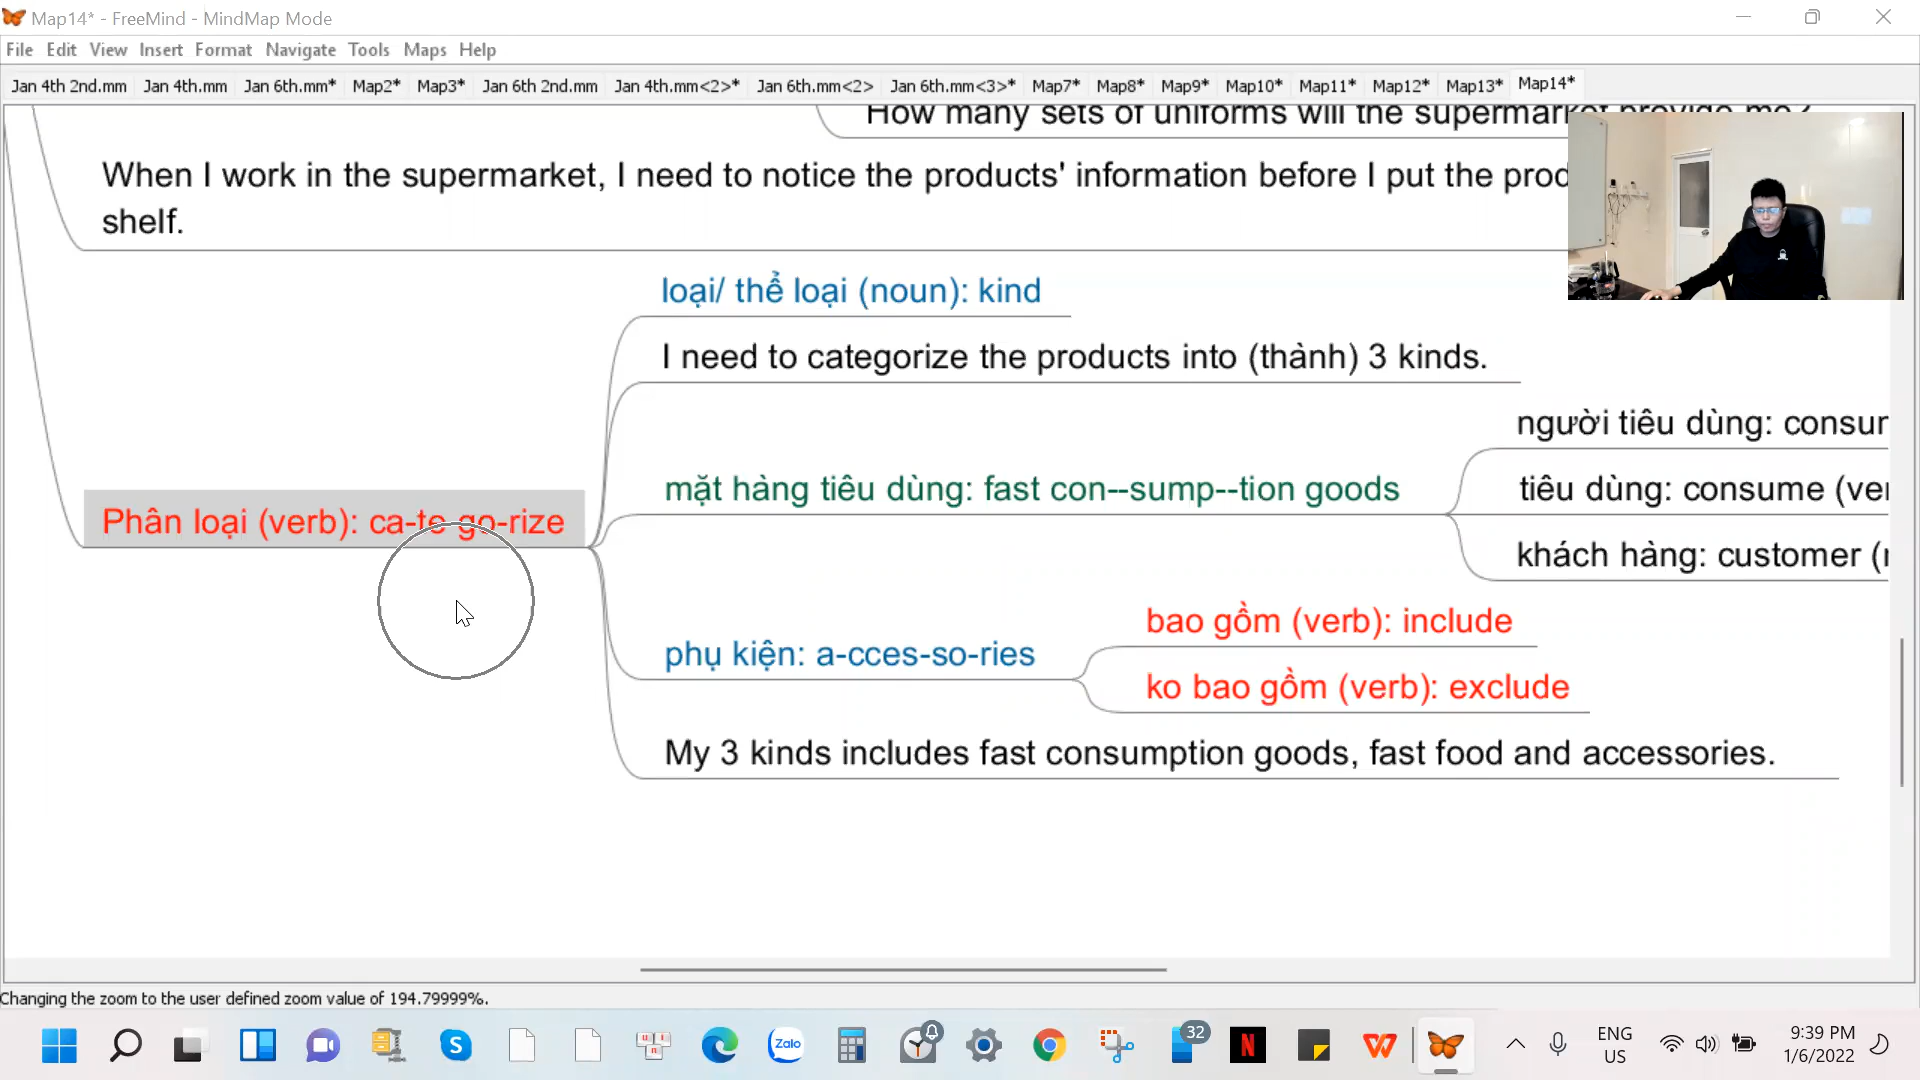 Map14* - FreeMind - MindMap Mode
File Edit View Insert Format Navigate Tools Maps Help
Jan 4th 2nd.mm Jan 4th.mm Jan 6th.mm* Map2* Map3* Jan 6th 2nd.mm Jan 4th.mm<2>* Jan 6th.mm<2> Jan 6th.mm<3>* Map7* Map8* Map9* Map10* Map11* Map12* Map13* Map14*
How many sets of uniforms will the supermarket provide me?
When I work in the supermarket, I need to notice the products' information before I put the prod
shelf.
loại/ thể loại (noun): kind
I need to categorize the products into (thành) 3 kinds.
người tiêu dùng: consum
mặt hàng tiêu dùng: fast con--sump--tion goods
tiêu dùng: consume (ver
Phân loại (verb): ca-te-go-rize
khách hàng: customer (n
bao gồm (verb): include
phụ kiện: a-cces-so-ries
ko bao gồm (verb): exclude
My 3 kinds includes fast consumption goods, fast food and accessories.
Changing the zoom to the user defined zoom value of 194.79999%.
Zalo
32
ENG
US
9:39 PM
1/6/2022